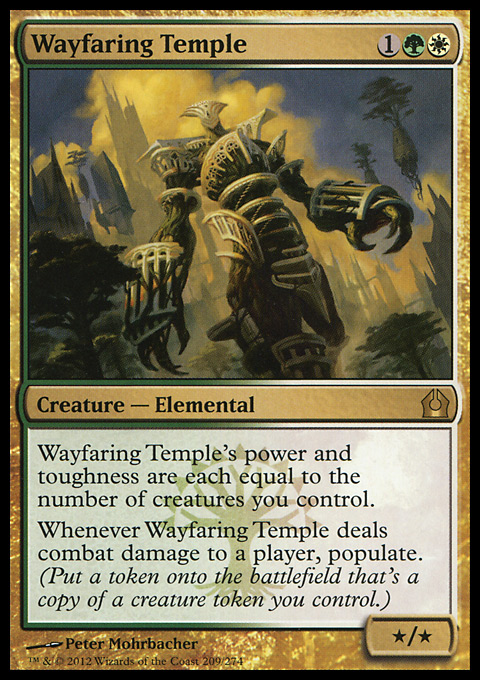 Wayfaring Temple 1
Creature — Elemental
Wayfaring Temple's power and
toughness are each equal to the
number of creatures you control.
Whenever Wayfaring Temple deals
combat damage to a player, populate.
(Put a token onto the battlefield that's a
copy of a creature token you control.)
★/★
Peter Mohrbacher
™ & © 2012 Wizards of the Coast 209/274